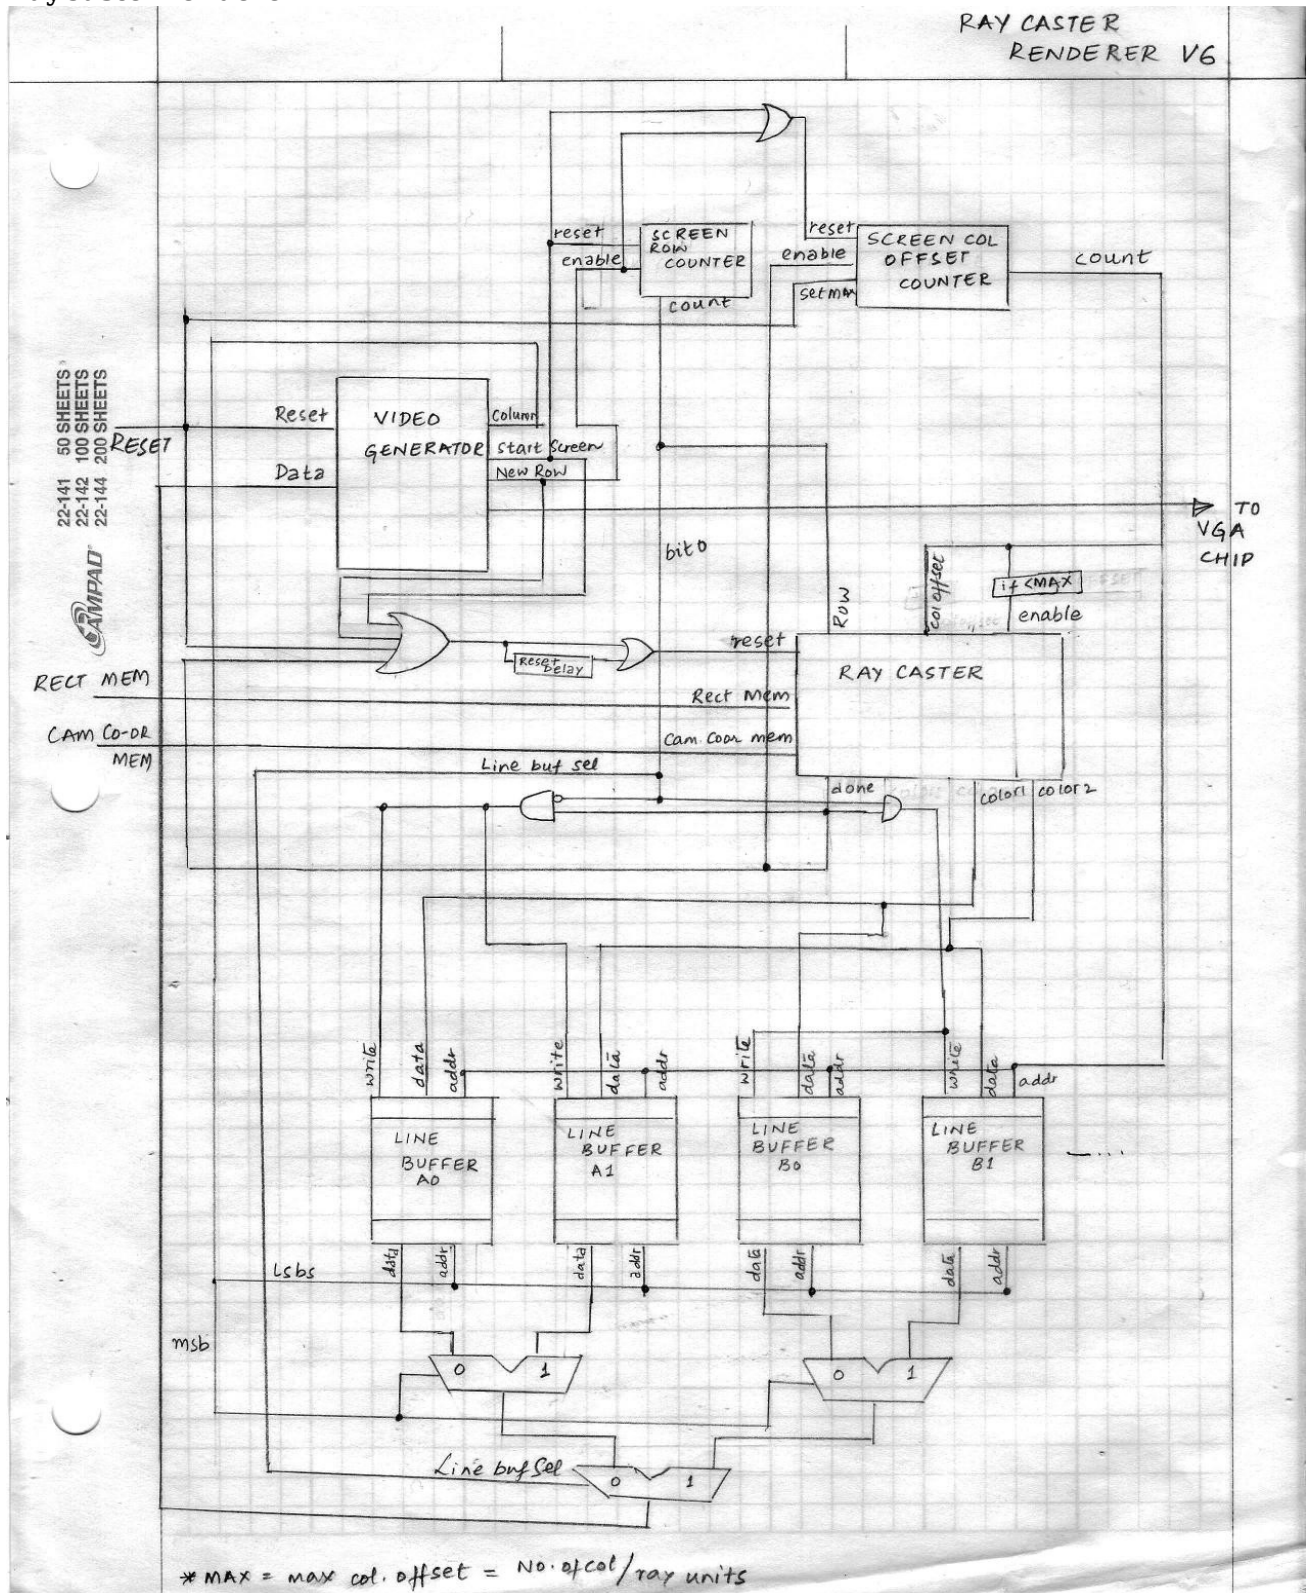 RAY CASTER
RENDERER V6
reset
enable
SCREEN
ROW
COUNTER
count
reset
enable
setmax
SCREEN COL
OFFSET
COUNTER
count
22-141 50 SHEETS
22-142 100 SHEETS
22-144 200 SHEETS
AMPAD
RESET
Reset
Data
VIDEO
GENERATOR
Column
Start Screen
New Row
TO
VGA
CHIP
bit0
ROW
col offset
if <MAX
enable
reset
Reset
Delay
RAY CASTER
RECT MEM
Rect Mem
CAM CO-OR
MEM
Cam. Coor mem
Line buf sel
done
color1
color2
write
data
addr
write
data
addr
write
data
addr
write
data
addr
LINE
BUFFER
A0
LINE
BUFFER
A1
LINE
BUFFER
B0
LINE
BUFFER
B1
data
addr
data
addr
data
addr
data
addr
Lsbs
msb
0 1
0 1
Line buf Sel
0 1
* MAX = max col. offset = No. of col / ray units